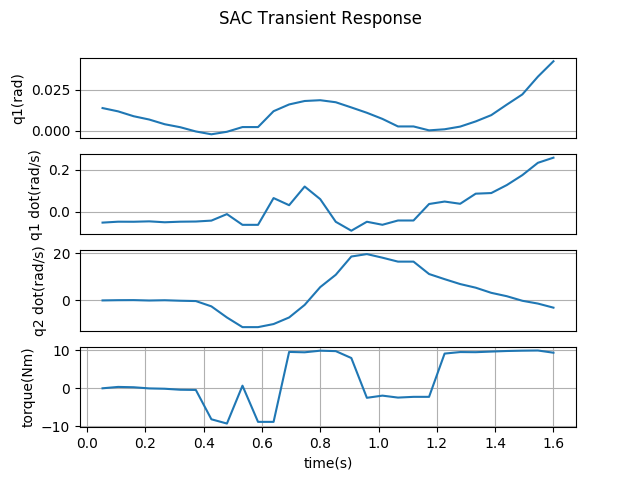 SAC Transient Response
q1(rad)
0.025
0.000
q1 dot(rad/s)
0.2
0.0
q2 dot(rad/s)
20
0
torque(Nm)
10
0
−10
0.0 0.2 0.4 0.6 0.8 1.0 1.2 1.4 1.6
time(s)